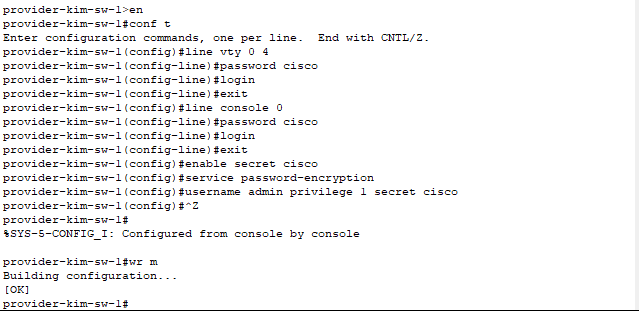 provider-kim-sw-1>en
provider-kim-sw-1#conf t
Enter configuration commands, one per line.  End with CNTL/Z.
provider-kim-sw-1(config)#line vty 0 4
provider-kim-sw-1(config-line)#password cisco
provider-kim-sw-1(config-line)#login
provider-kim-sw-1(config-line)#exit
provider-kim-sw-1(config)#line console 0
provider-kim-sw-1(config-line)#password cisco
provider-kim-sw-1(config-line)#login
provider-kim-sw-1(config-line)#exit
provider-kim-sw-1(config)#enable secret cisco
provider-kim-sw-1(config)#service password-encryption
provider-kim-sw-1(config)#username admin privilege 1 secret cisco
provider-kim-sw-1(config)#^Z
provider-kim-sw-1#
%SYS-5-CONFIG_I: Configured from console by console
provider-kim-sw-1#wr m
Building configuration...
[OK]
provider-kim-sw-1#